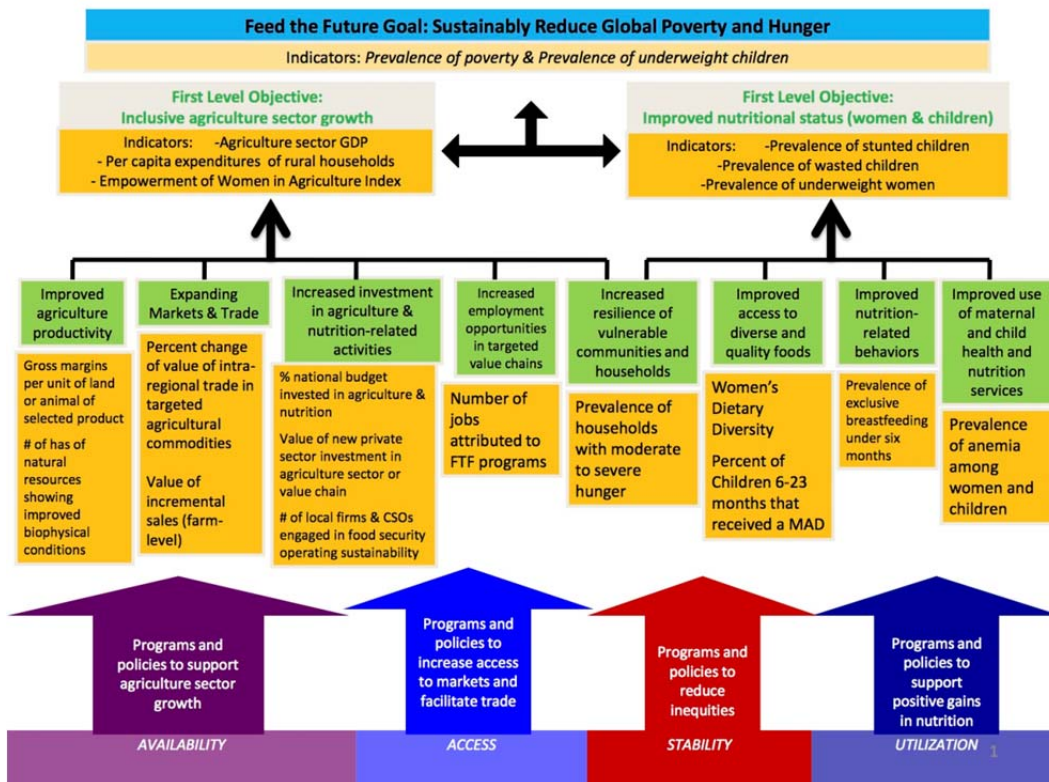 Feed the Future Goal: Sustainably Reduce Global Poverty and Hunger
Indicators: Prevalence of poverty & Prevalence of underweight children
First Level Objective:
Inclusive agriculture sector growth
Indicators: -Agriculture sector GDP
- Per capita expenditures of rural households
- Empowerment of Women in Agriculture Index
First Level Objective:
Improved nutritional status (women & children)
Indicators: -Prevalence of stunted children
-Prevalence of wasted children
-Prevalence of underweight women
Improved
agriculture
productivity
Gross margins
per unit of land
or animal of
selected product
# of has of
natural
resources
showing
improved
biophysical
conditions
Expanding
Markets & Trade
Percent change
of value of intra-
regional trade in
targeted
agricultural
commodities
Value of
incremental
sales (farm-
level)
Increased investment
in agriculture &
nutrition-related
activities
% national budget
invested in agriculture &
nutrition
Value of new private
sector investment in
agriculture sector or
value chain
# of local firms & CSOs
engaged in food security
operating sustainability
Increased
employment
opportunities
in targeted
value chains
Number of
jobs
attributed to
FTF programs
Increased
resilience of
vulnerable
communities and
households
Prevalence of
households
with moderate
to severe
hunger
Improved
access to
diverse and
quality foods
Women's
Dietary
Diversity
Percent of
Children 6-23
months that
received a MAD
Improved
nutrition-
related
behaviors
Prevalence of
exclusive
breastfeeding
under six
months
Improved use
of maternal
and child
health and
nutrition
services
Prevalence
of anemia
among
women and
children
Programs and
policies to support
agriculture sector
growth
AVAILABILITY
Programs and
policies to
increase access
to markets and
facilitate trade
ACCESS
Programs and
policies to
reduce
inequities
STABILITY
Programs and
policies to
support
positive gains
in nutrition
UTILIZATION
1